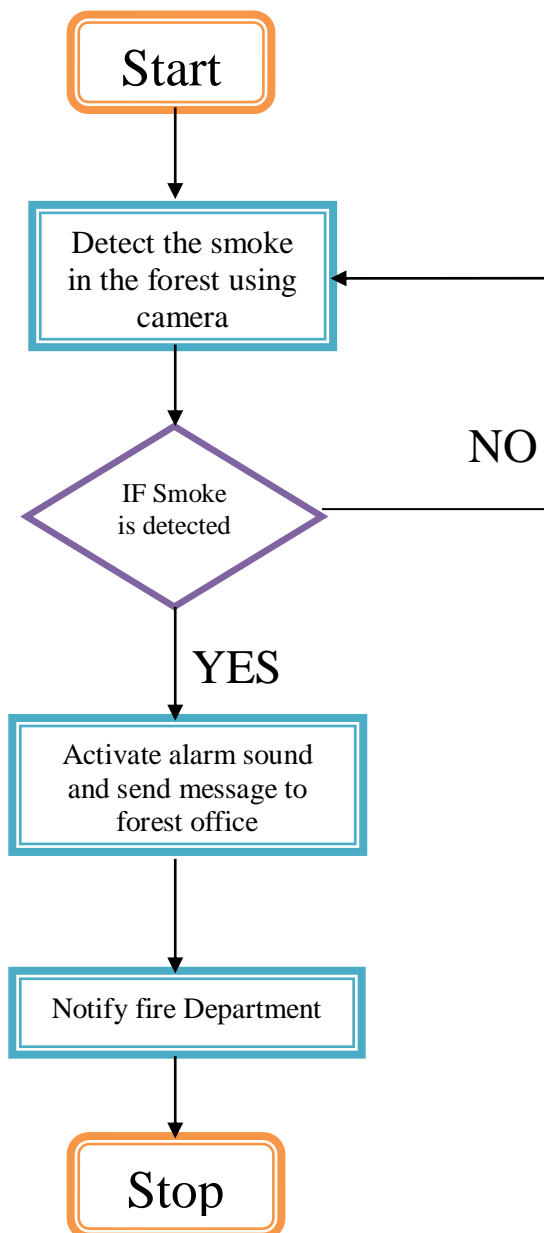 Start
Detect the smoke
in the forest using
camera
NO
IF Smoke
is detected
YES
Activate alarm sound
and send message to
forest office
Notify fire Department
Stop